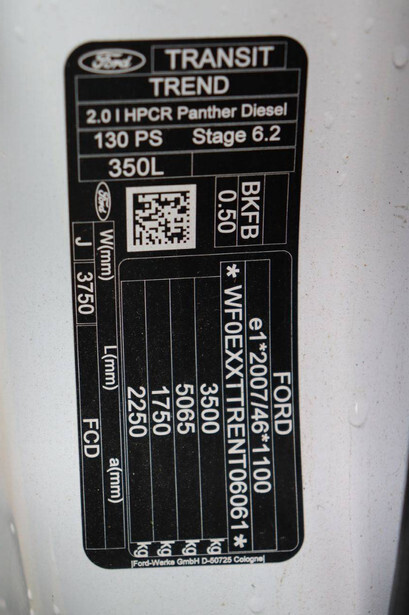 Ford TRANSIT
TREND
2.0 l HPCR Panther Diesel
130 PS Stage 6.2
350L
BKFB
0.50
Ford
W(mm) L(mm) a(mm)
J 3750 FCD
FORD
e1*2007/46*1100
* WF0EXXTTRENT06061 *
3500 kg
5065 kg
1750 kg
2250 kg
Ford-Werke GmbH D-50725 Cologne